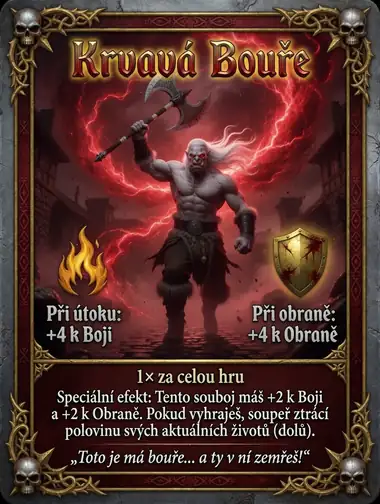 Krvavá Bouře
Při útoku:
+4 k Boji
Při obraně:
+4 k Obraně
1× za celou hru
Speciální efekt: Tento souboj máš +2 k Boji
a +2 k Obraně. Pokud vyhraješ, soupeř ztrácí
polovinu svých aktuálních životů (dolů).
„Toto je má bouře... a ty v ní zemřeš!“